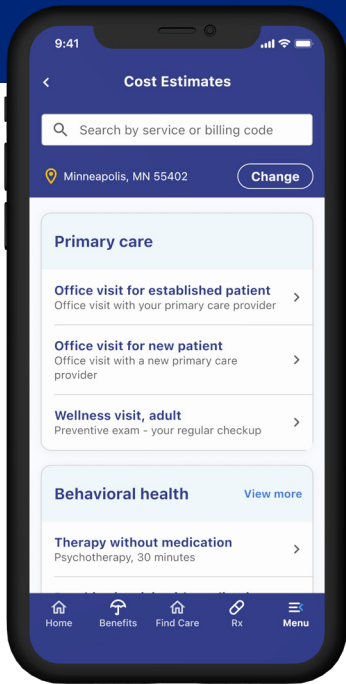 9:41
Cost Estimates
Search by service or billing code
Minneapolis, MN 55402
Change
Primary care
Office visit for established patient
Office visit with your primary care provider
Office visit for new patient
Office visit with a new primary care
provider
Wellness visit, adult
Preventive exam - your regular checkup
Behavioral health
View more
Therapy without medication
Psychotherapy, 30 minutes
Home
Benefits
Find Care
Rx
Menu